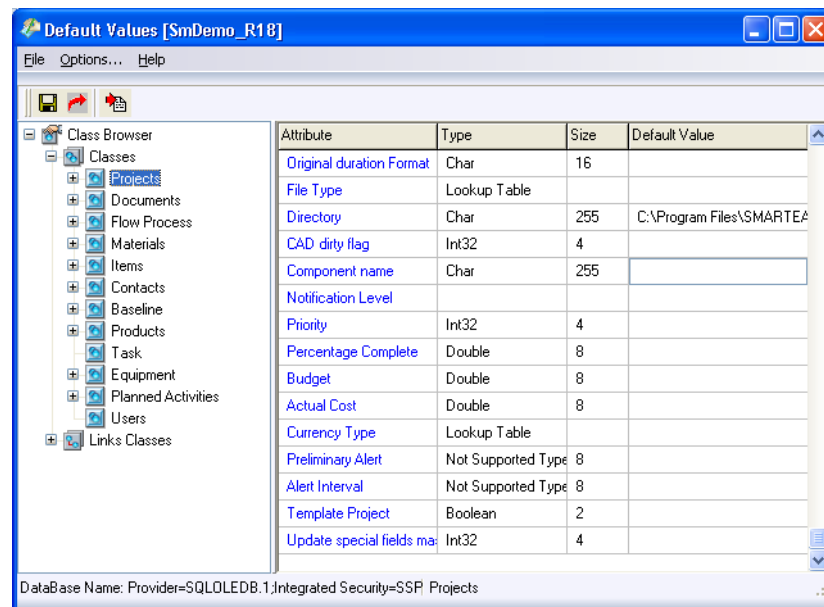 Default Values [SmDemo_R18]
File Options... Help
Class Browser
Classes
Projects
Documents
Flow Process
Materials
Items
Contacts
Baseline
Products
Task
Equipment
Planned Activities
Users
Links Classes
Attribute Type Size Default Value
Original duration Format Char 16
File Type Lookup Table
Directory Char 255 C:\Program Files\SMARTEA
CAD dirty flag Int32 4
Component name Char 255
Notification Level
Priority Int32 4
Percentage Complete Double 8
Budget Double 8
Actual Cost Double 8
Currency Type Lookup Table
Preliminary Alert Not Supported Type 8
Alert Interval Not Supported Type 8
Template Project Boolean 2
Update special fields ma Int32 4
DataBase Name: Provider=SQLOLEDB.1;Integrated Security=SSP Projects